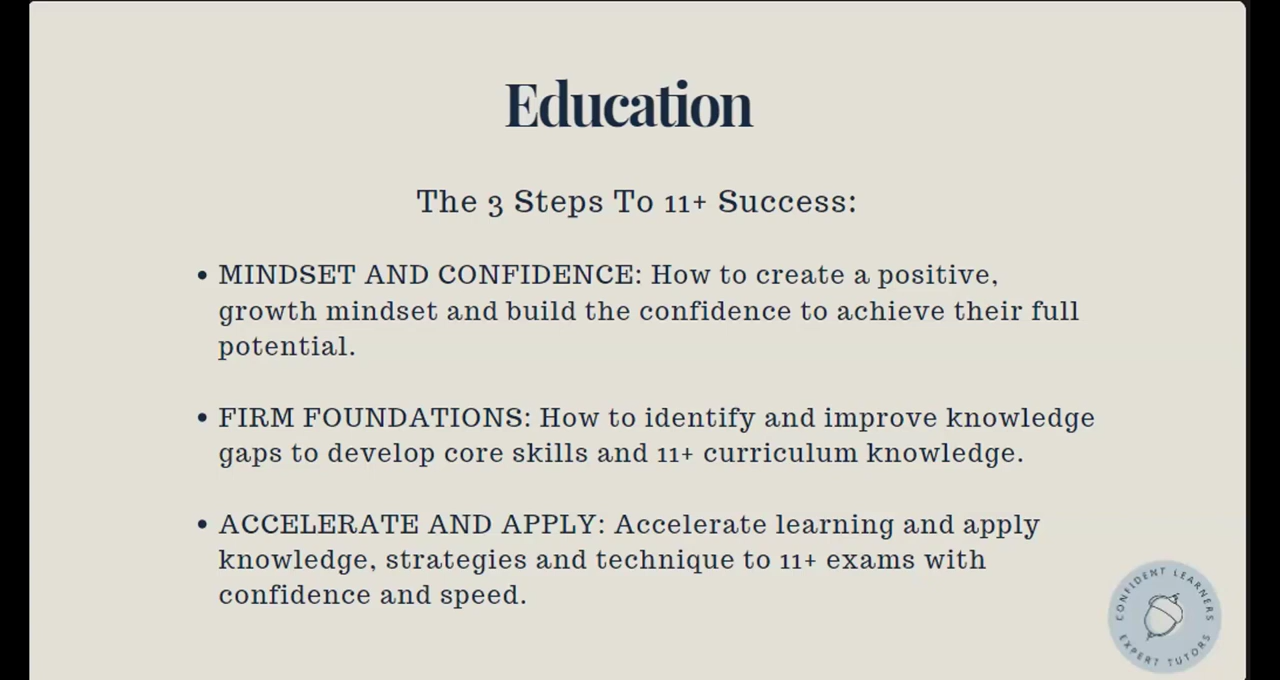 Education
The 3 Steps To 11+ Success:
• MINDSET AND CONFIDENCE: How to create a positive,
growth mindset and build the confidence to achieve their full
potential.
• FIRM FOUNDATIONS: How to identify and improve knowledge
gaps to develop core skills and 11+ curriculum knowledge.
• ACCELERATE AND APPLY: Accelerate learning and apply
knowledge, strategies and technique to 11+ exams with
confidence and speed.
CONFIDENT LEARNERS
EXPERT TUTORS